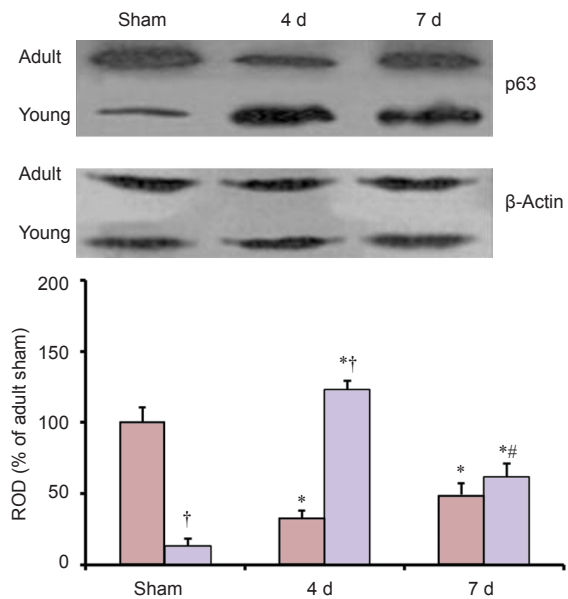 Sham 4 d 7 d
Adult
p63
Young
Adult
β-Actin
Young
ROD (% of adult sham)
200
150
100
50
0
†
*
*†
*
*#
Sham 4 d 7 d